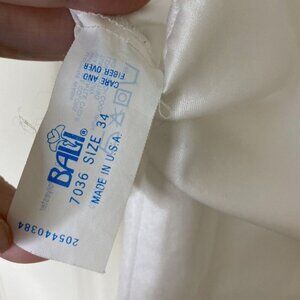 CARE AND
FIBER OVER
BALI
®
7036 SIZE 34
MADE IN U.S.A.
205440384